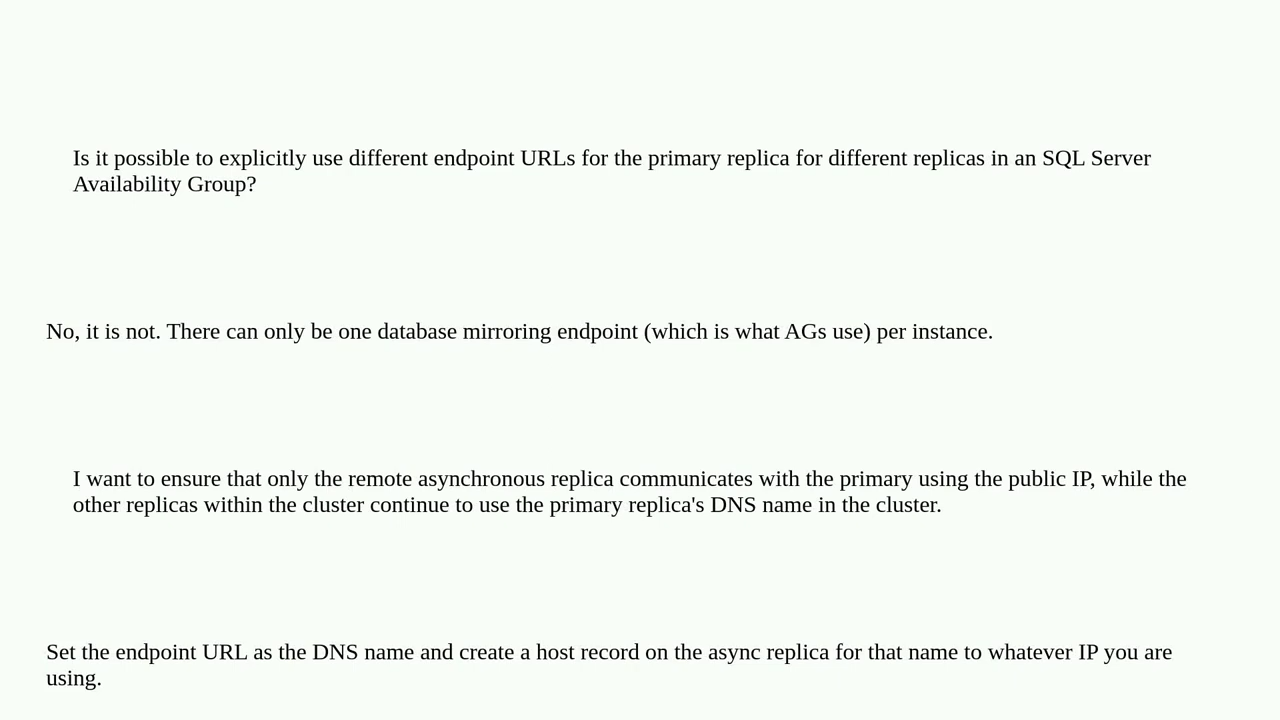 Is it possible to explicitly use different endpoint URLs for the primary replica for different replicas in an SQL Server
Availability Group?
No, it is not. There can only be one database mirroring endpoint (which is what AGs use) per instance.
I want to ensure that only the remote asynchronous replica communicates with the primary using the public IP, while the
other replicas within the cluster continue to use the primary replica's DNS name in the cluster.
Set the endpoint URL as the DNS name and create a host record on the async replica for that name to whatever IP you are
using.